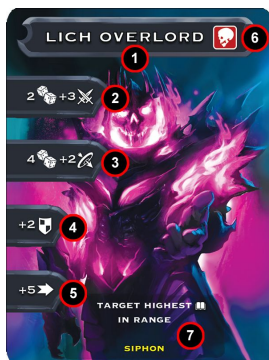 LICH OVERLORD
6
1
2 +3
2
4 +2
3
+2
4
+5
5
TARGET HIGHEST
IN RANGE
7
SIPHON